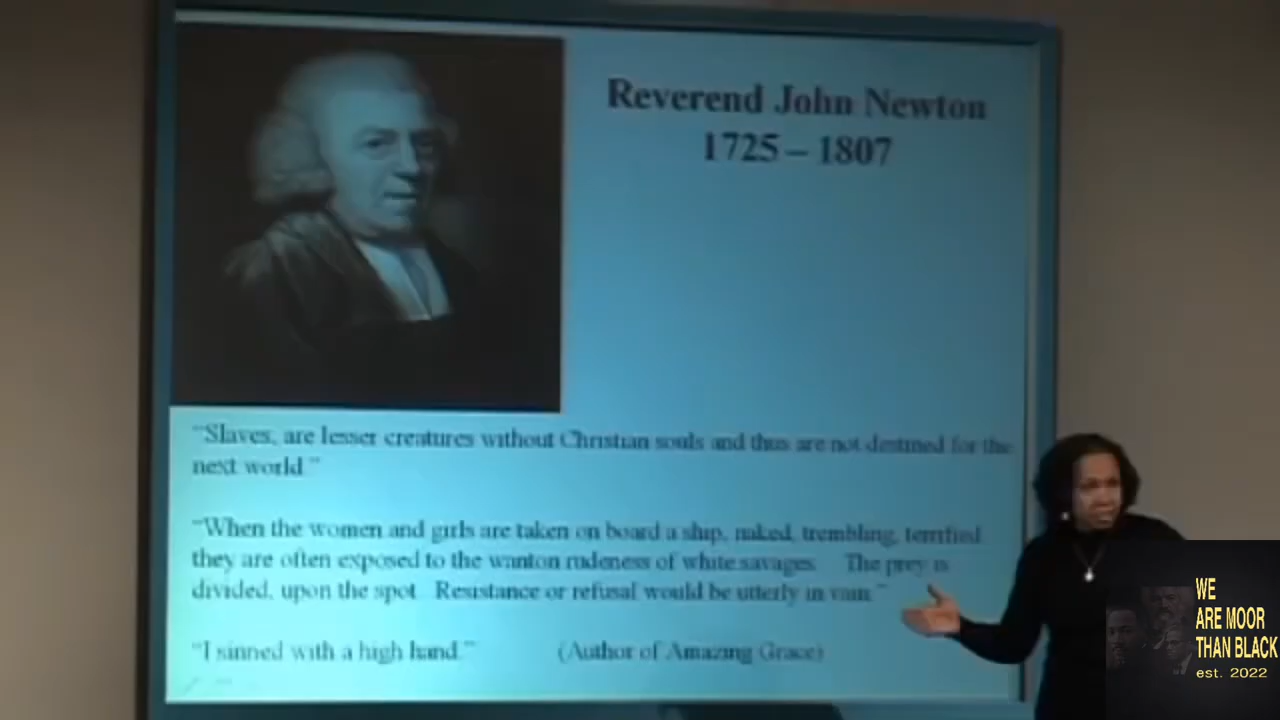 Reverend John Newton
1725 – 1807
"Slaves, are lesser creatures without Christian souls and thus are not destined for the
next world."
"When the women and girls are taken on board a ship, naked, trembling, terrified
they are often exposed to the wanton rudeness of white savages. The prey is
divided, upon the spot. Resistance or refusal would be utterly in vain."
"I sinned with a high hand." (Author of Amazing Grace)
WE
ARE MOOR
THAN BLACK
est. 2022